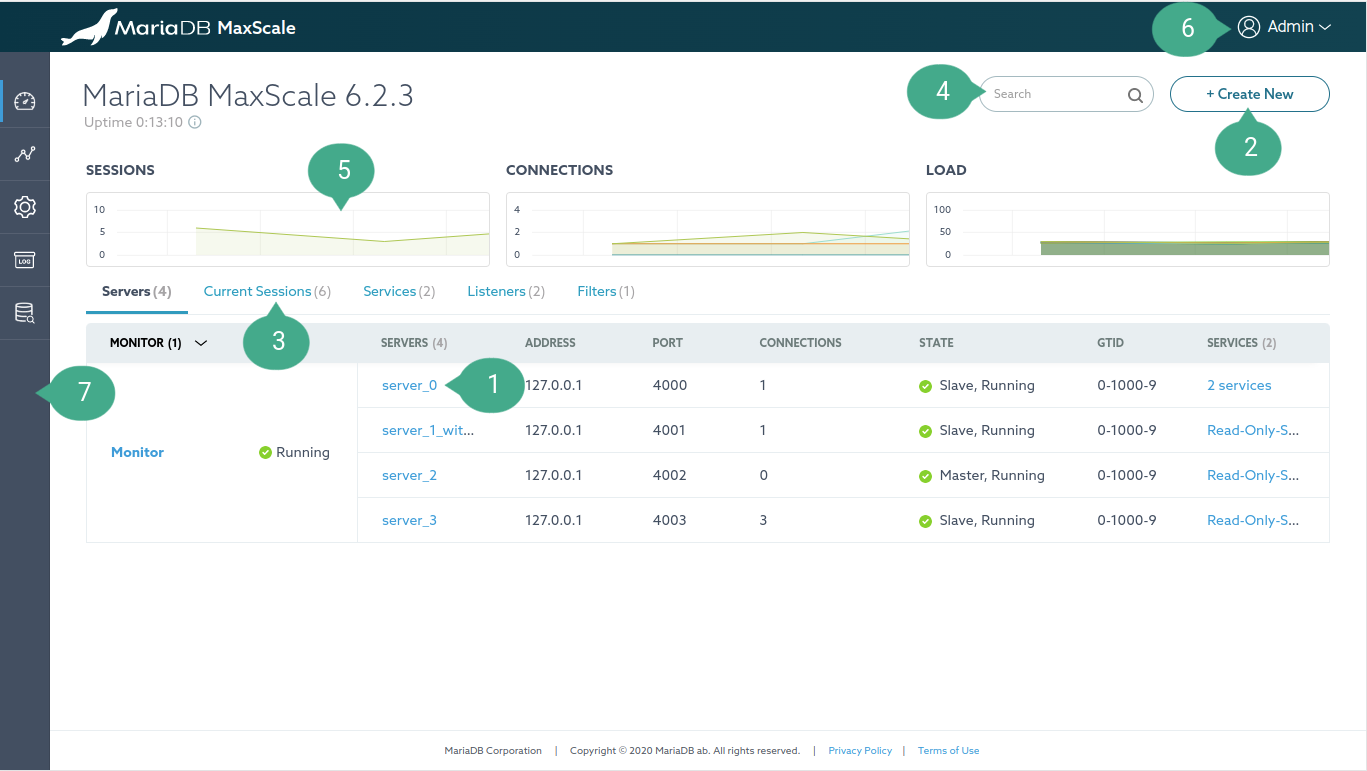 MariaDB MaxScale
6
Admin
MariaDB MaxScale 6.2.3
Uptime 0:13:10
4
Search
+ Create New
2
SESSIONS
5
CONNECTIONS
LOAD
10
5
0
4
2
0
100
50
0
Servers (4)
Current Sessions (6)
Services (2)
Listeners (2)
Filters (1)
3
MONITOR (1)
SERVERS (4)
ADDRESS
PORT
CONNECTIONS
STATE
GTID
SERVICES (2)
LOG
7
1
Monitor
Running
server_0 127.0.0.1 4000 1 Slave, Running 0-1000-9 2 services
server_1_wit... 127.0.0.1 4001 1 Slave, Running 0-1000-9 Read-Only-S...
server_2 127.0.0.1 4002 0 Master, Running 0-1000-9 Read-Only-S...
server_3 127.0.0.1 4003 3 Slave, Running 0-1000-9 Read-Only-S...
MariaDB Corporation | Copyright © 2020 MariaDB ab. All rights reserved. | Privacy Policy | Terms of Use